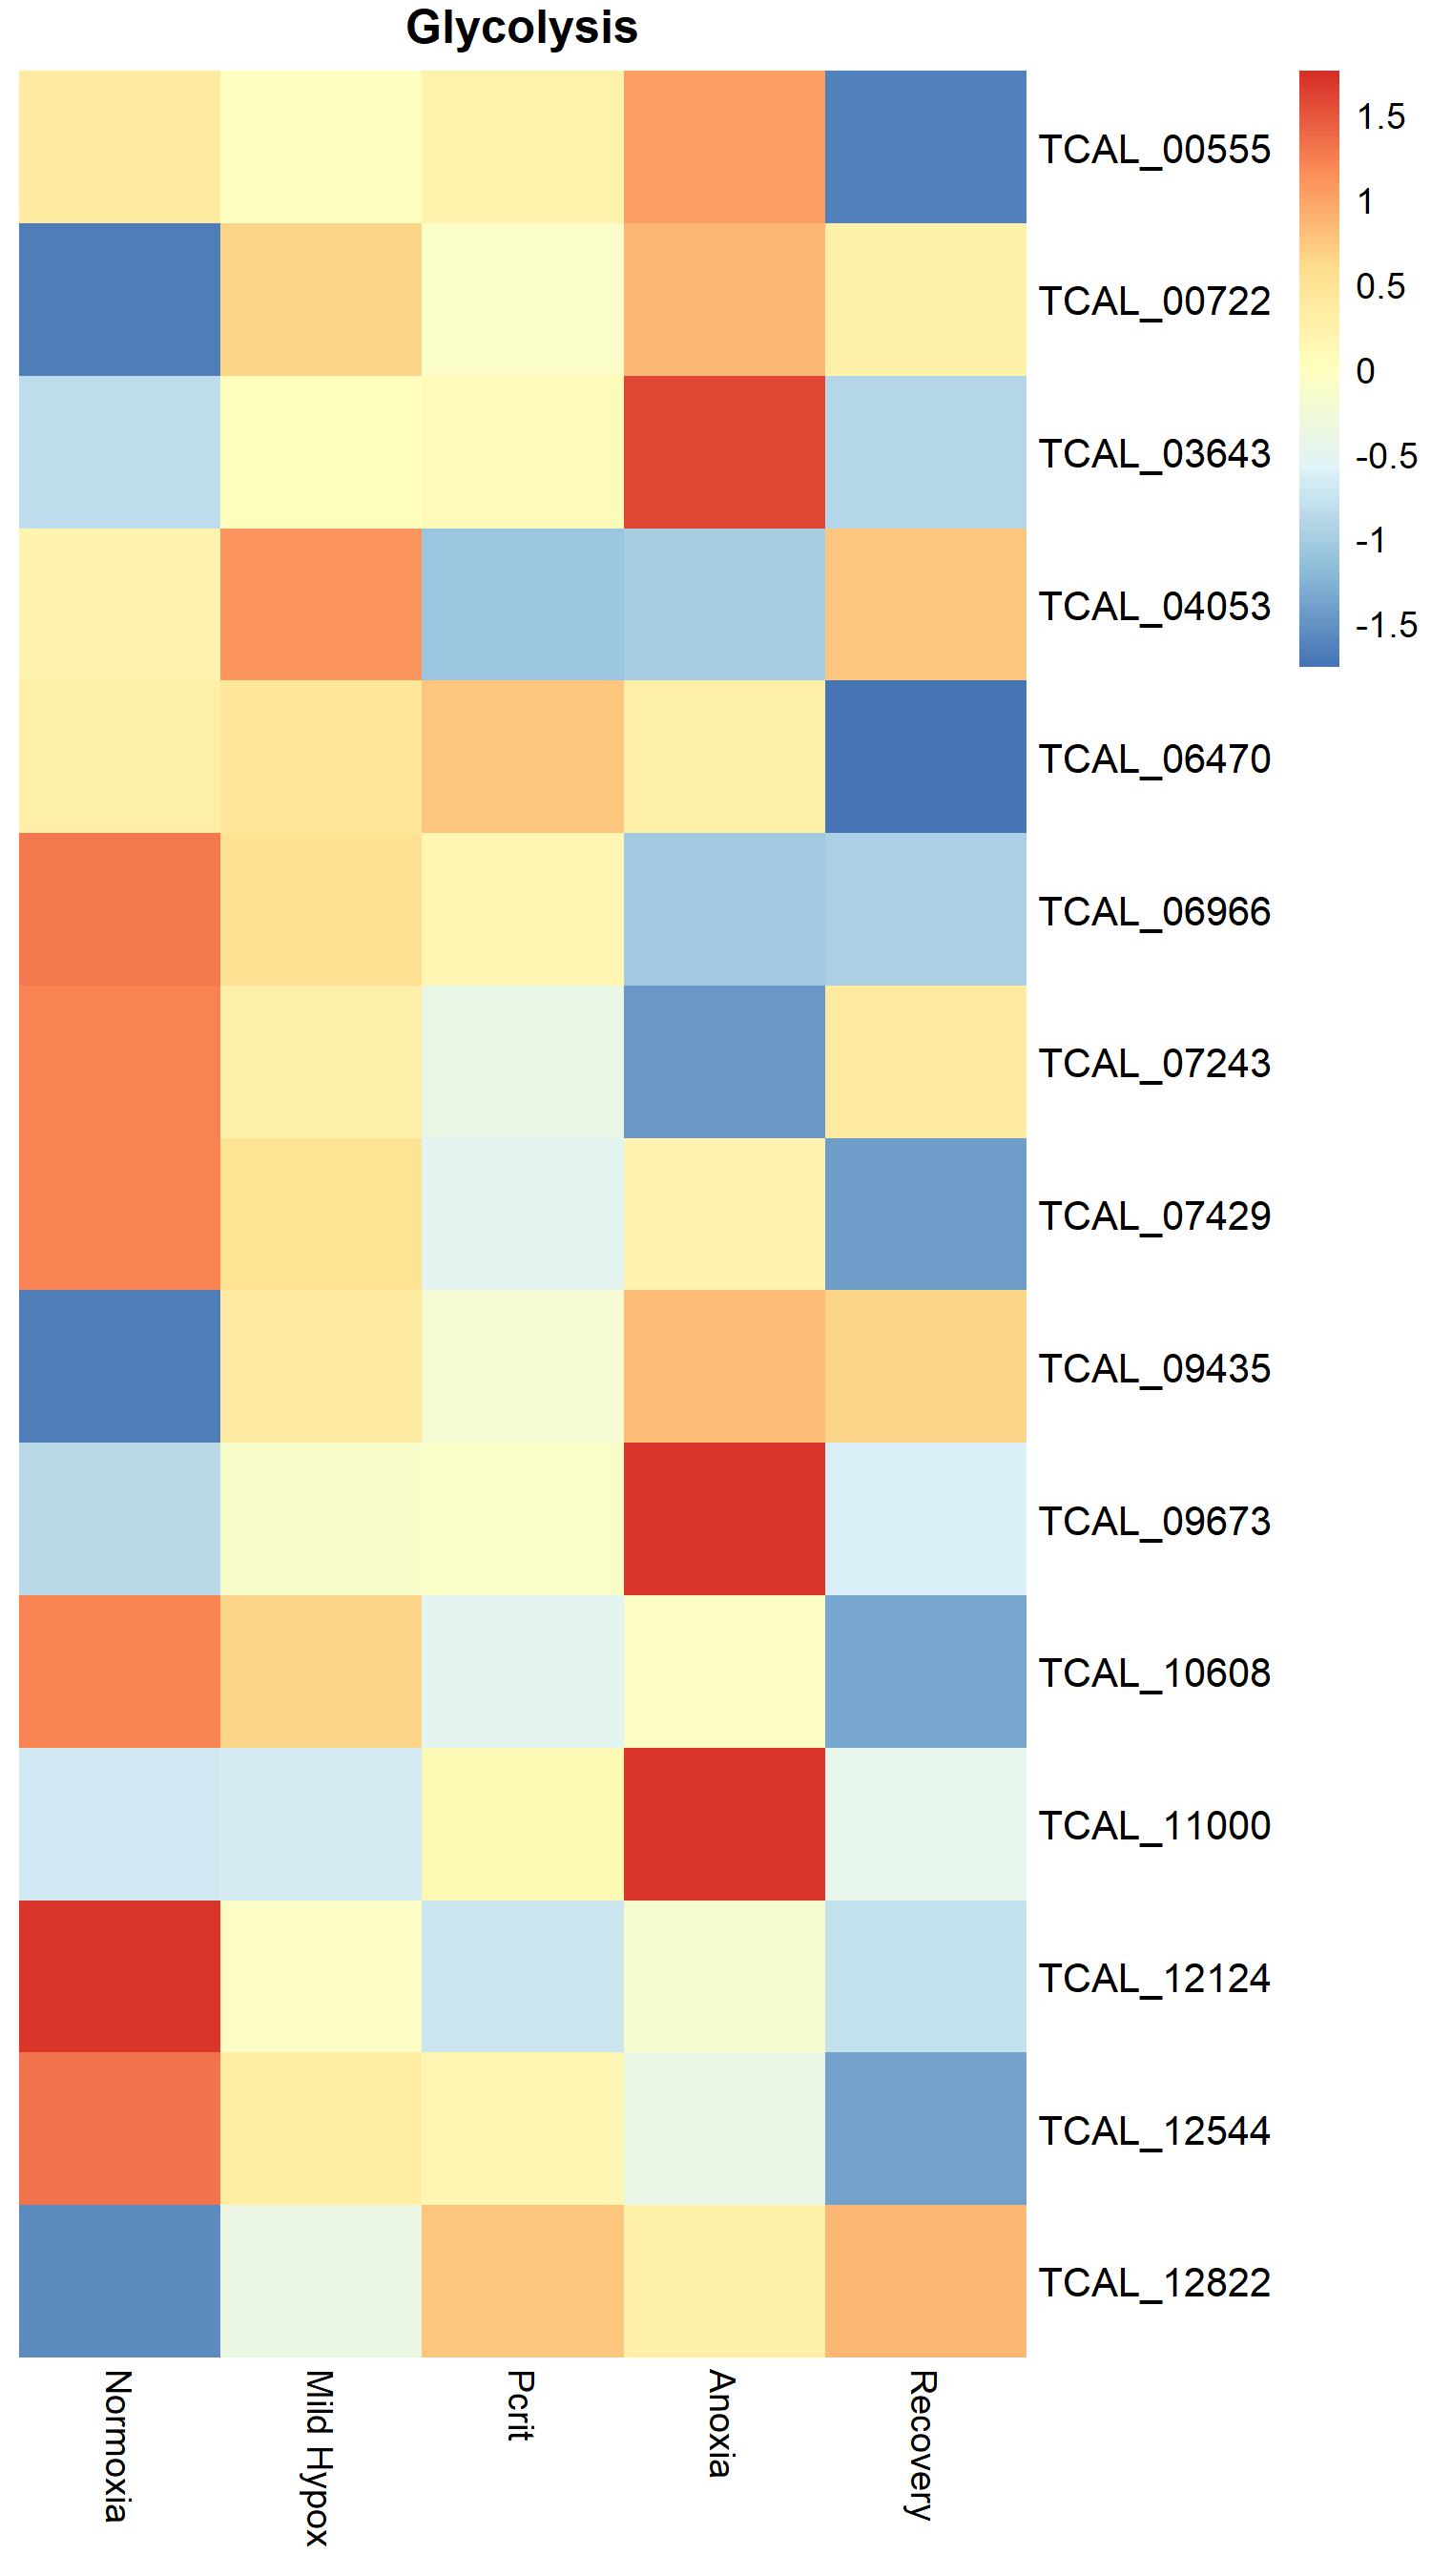 Glycolysis
TCAL_00555
TCAL_00722
TCAL_03643
TCAL_04053
TCAL_06470
TCAL_06966
TCAL_07243
TCAL_07429
TCAL_09435
TCAL_09673
TCAL_10608
TCAL_11000
TCAL_12124
TCAL_12544
TCAL_12822
1.5
1
0.5
0
-0.5
-1
-1.5
Normoxia
Mild Hypox
Pcrit
Anoxia
Recovery